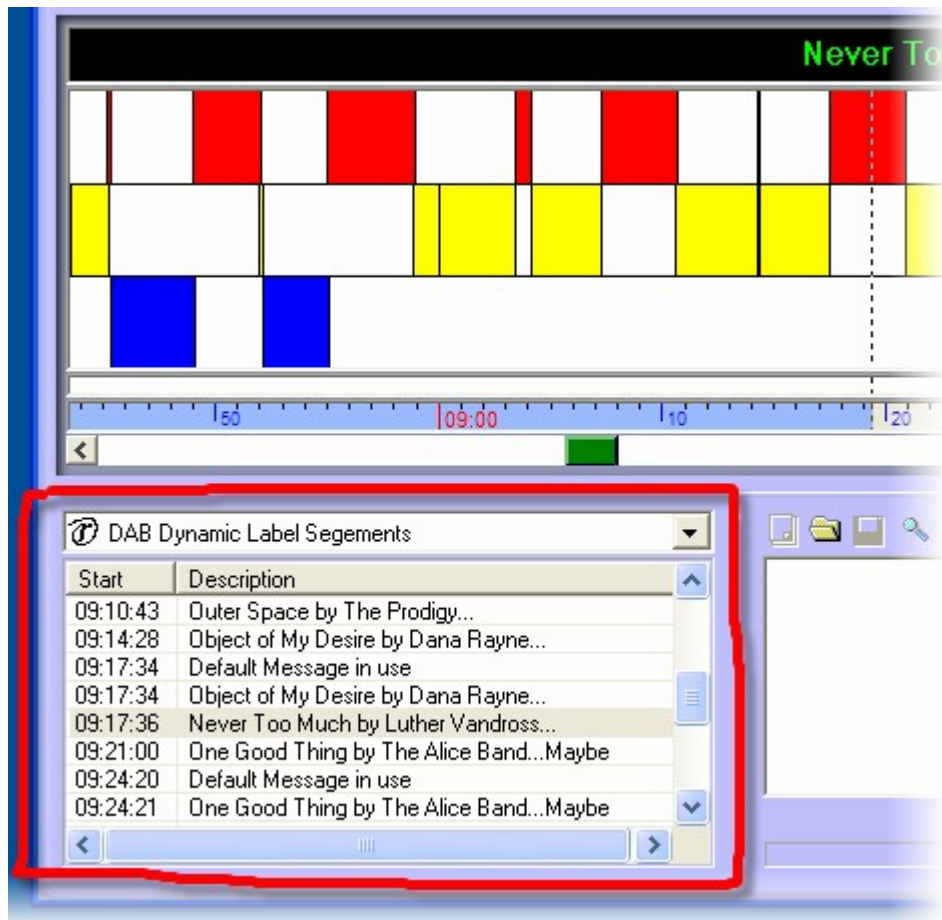 Never To
50 09:00 10 20
DAB Dynamic Label Segements
Start Description
09:10:43 Outer Space by The Prodigy...
09:14:28 Object of My Desire by Dana Rayne...
09:17:34 Default Message in use
09:17:34 Object of My Desire by Dana Rayne...
09:17:36 Never Too Much by Luther Vandross...
09:21:00 One Good Thing by The Alice Band...Maybe
09:24:20 Default Message in use
09:24:21 One Good Thing by The Alice Band...Maybe